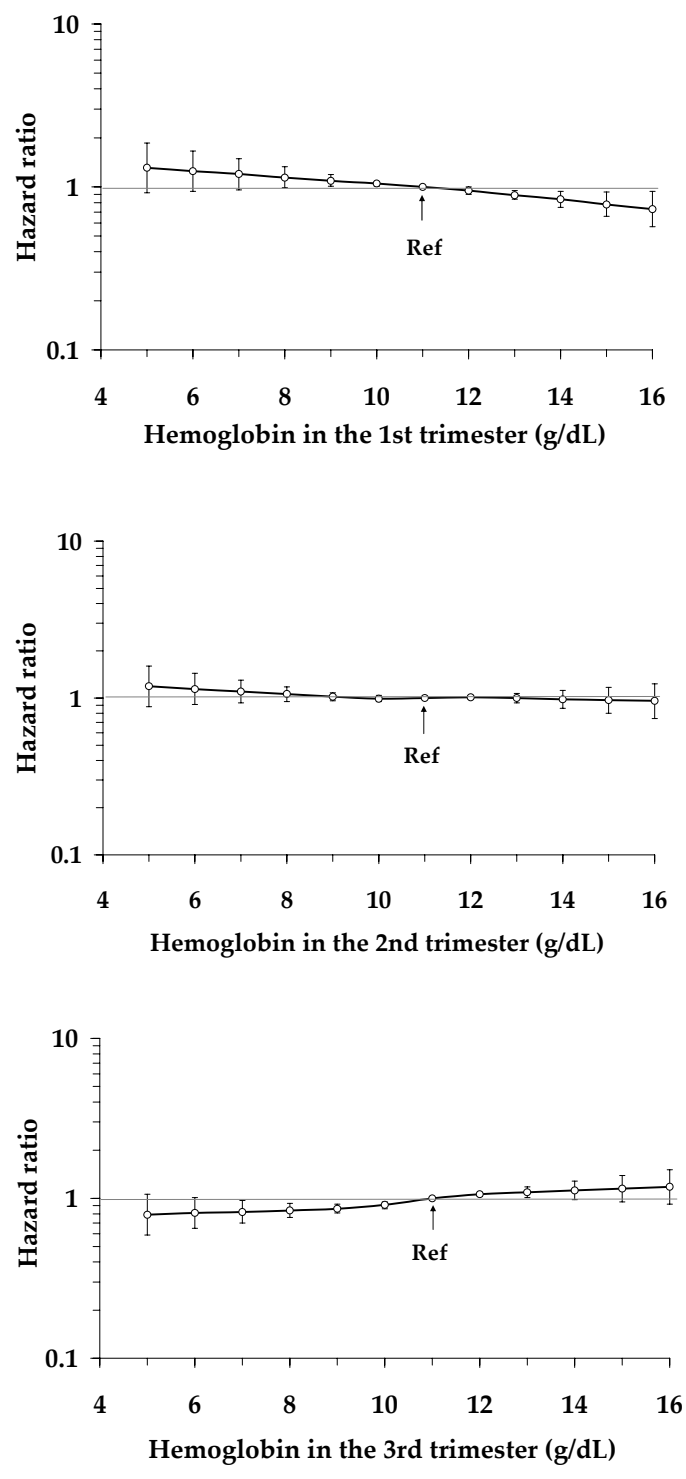 10
Hazard ratio
1
Ref
0.1
4 6 8 10 12 14 16
Hemoglobin in the 1st trimester (g/dL)
10
Hazard ratio
1
Ref
0.1
4 6 8 10 12 14 16
Hemoglobin in the 2nd trimester (g/dL)
10
Hazard ratio
1
Ref
0.1
4 6 8 10 12 14 16
Hemoglobin in the 3rd trimester (g/dL)